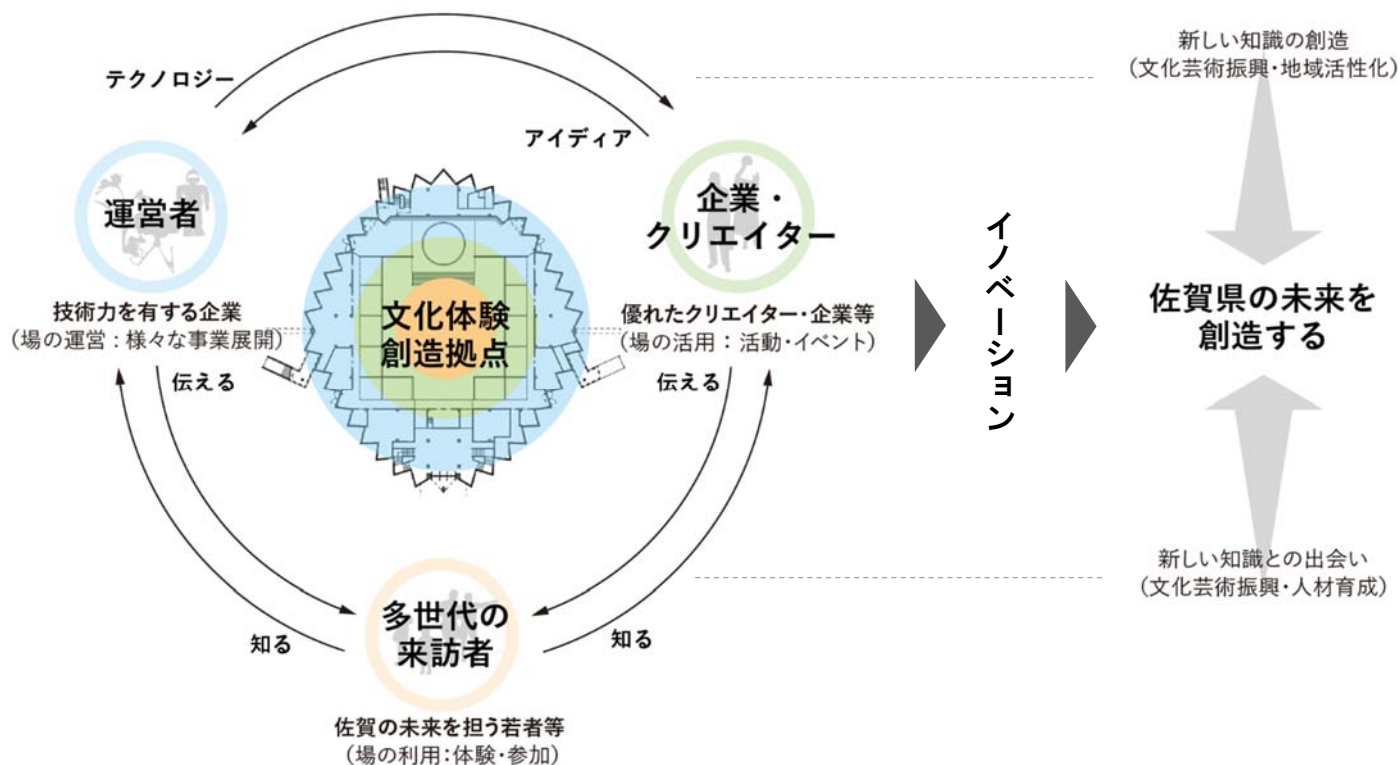 テクノロジー
アイディア
運営者
技術力を有する企業
(場の運営：様々な事業展開)
伝える
文化体験
創造拠点
企業・
クリエイター
優れたクリエイター・企業等
(場の活用：活動・イベント)
伝える
知る
知る
多世代の
来訪者
佐賀の未来を担う若者等
(場の利用：体験・参加)
イノベーション
新しい知識の創造
(文化芸術振興・地域活性化)
佐賀県の未来を
創造する
新しい知識との出会い
(文化芸術振興・人材育成)